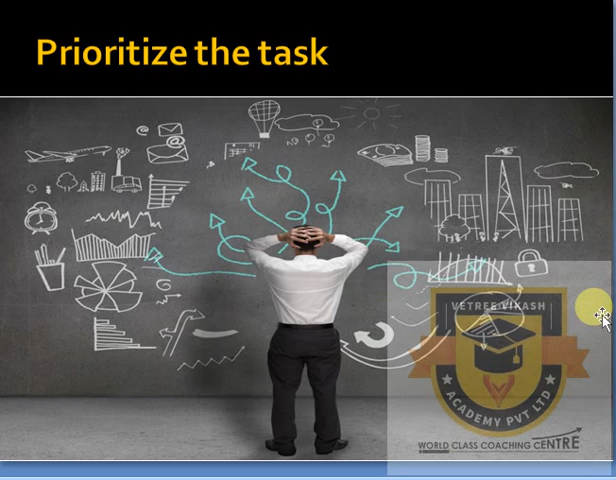 Prioritize the task
VETREE VIKASH
ACADEMY PVT LTD
WORLD CLASS COACHING CENTRE